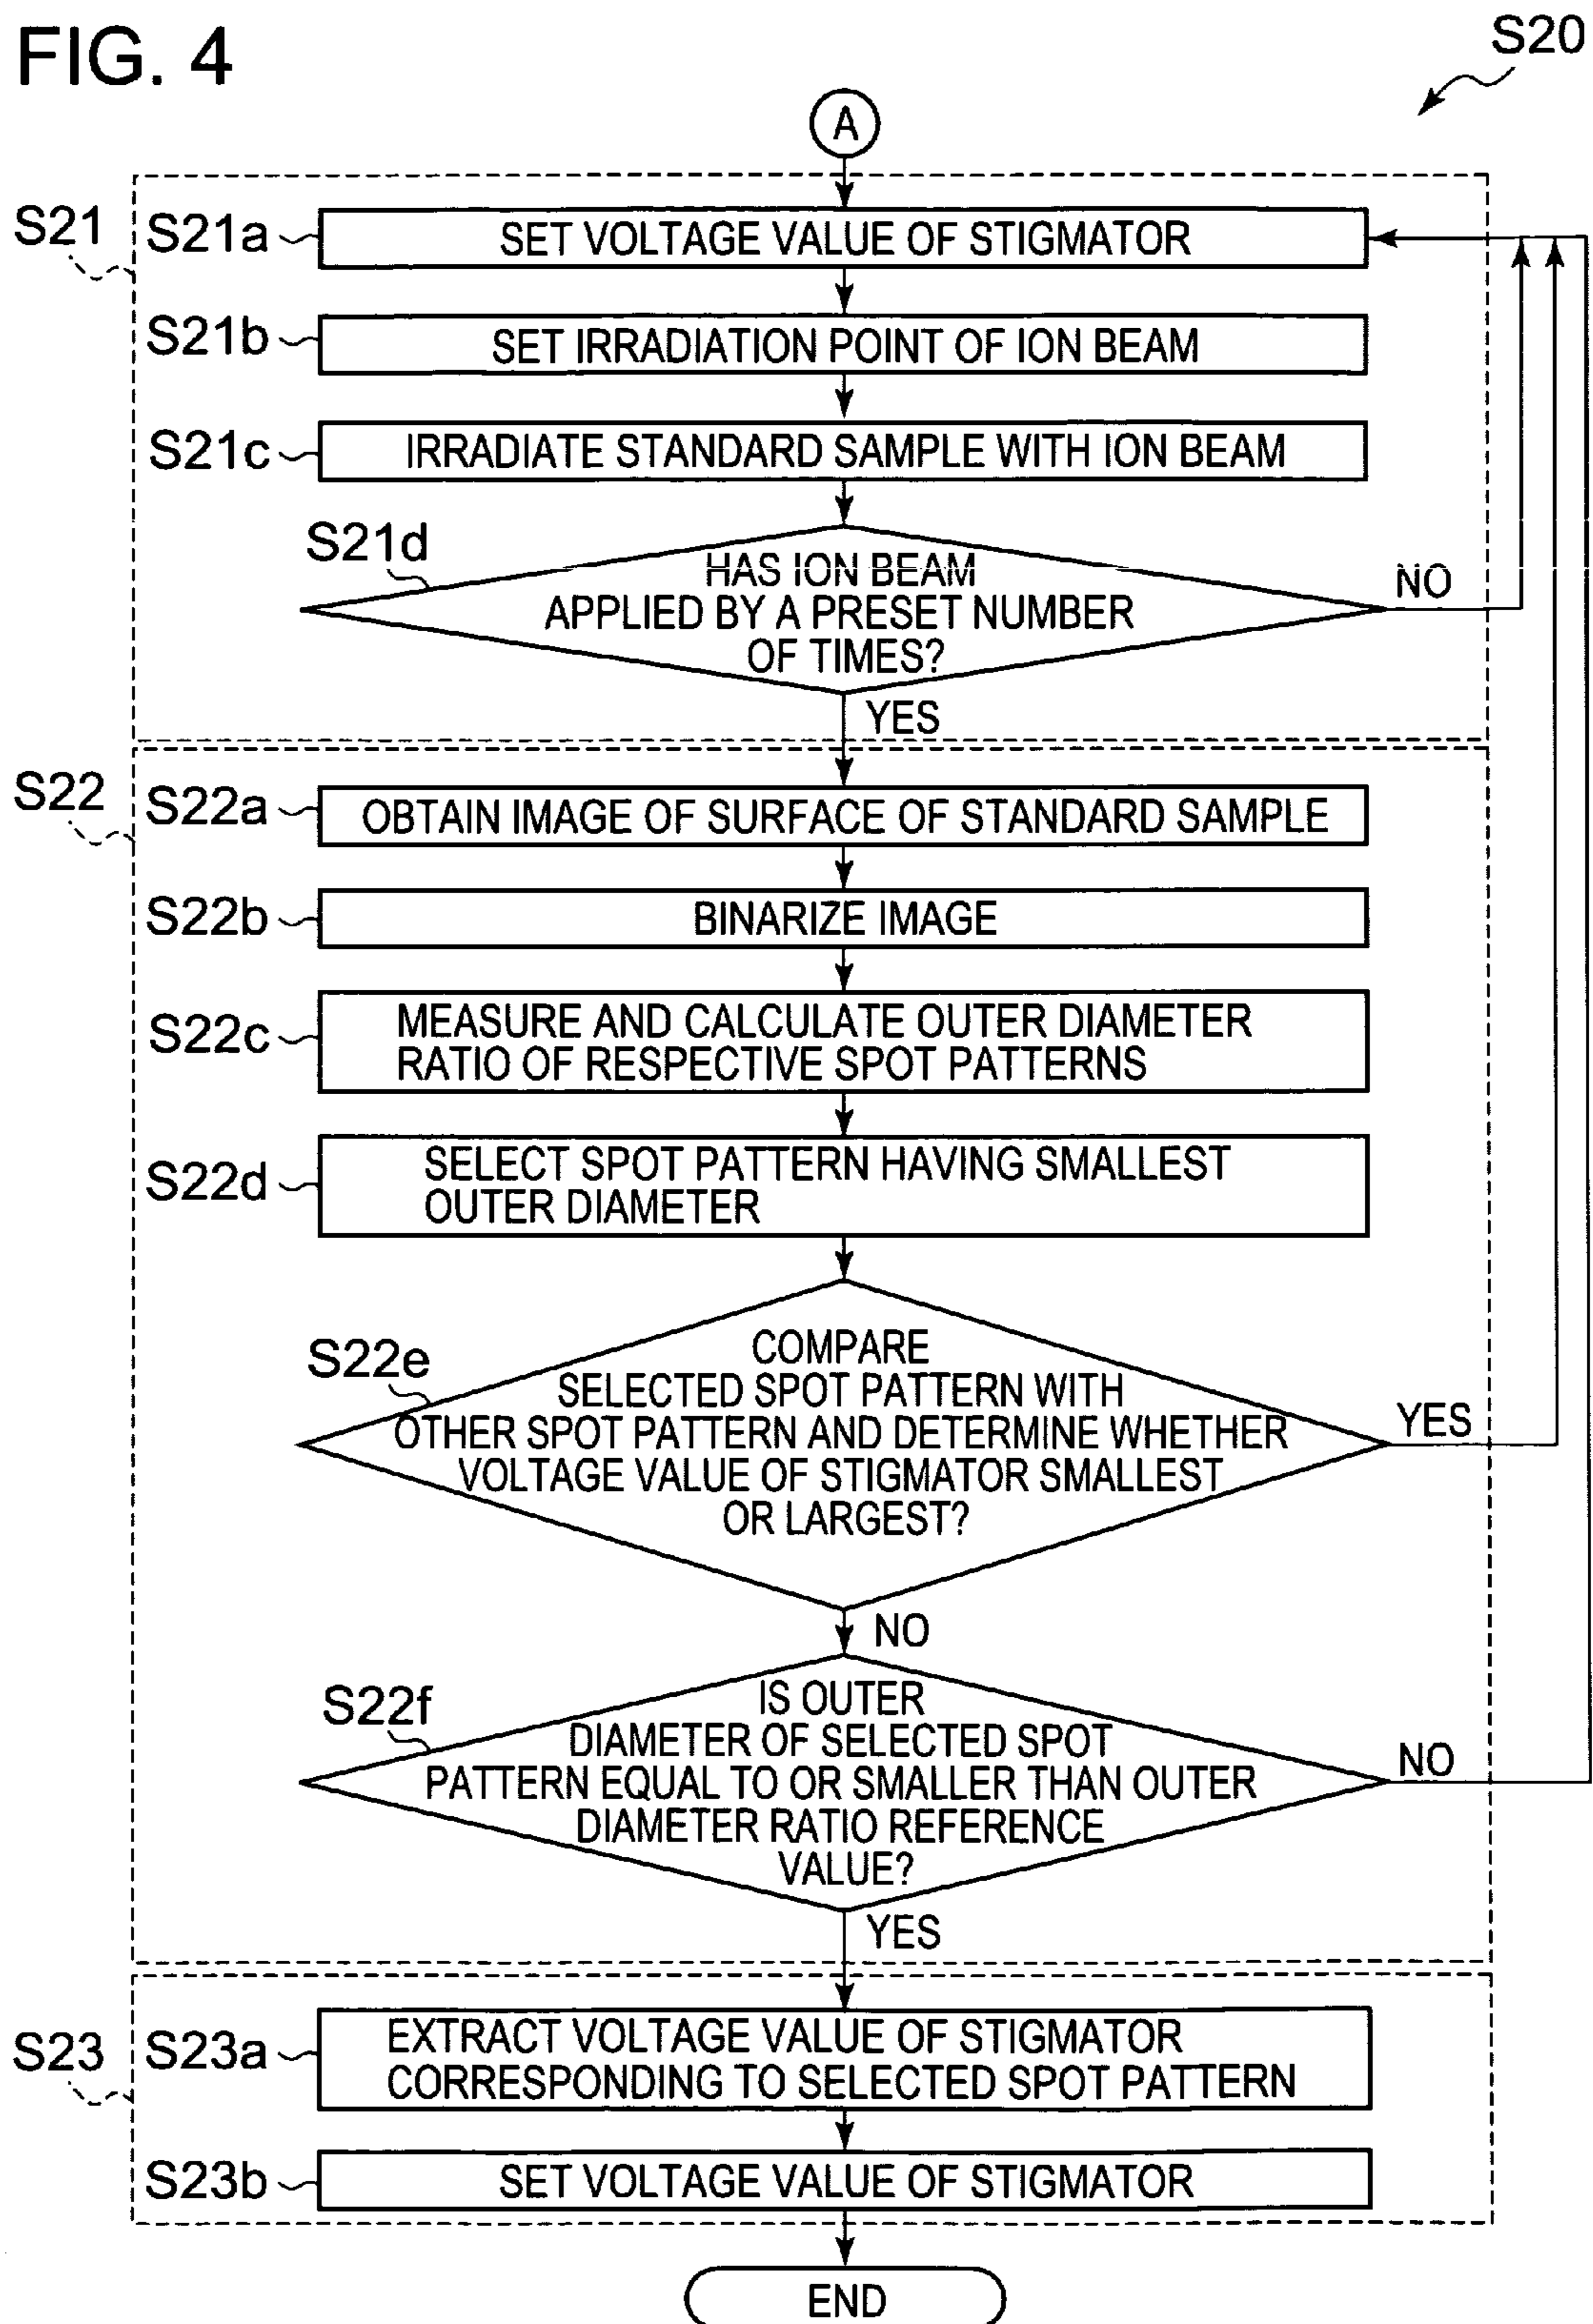 FIG. 4
S20
A
S21
S21a
SET VOLTAGE VALUE OF STIGMATOR
S21b
SET IRRADIATION POINT OF ION BEAM
S21c
IRRADIATE STANDARD SAMPLE WITH ION BEAM
S21d
HAS ION BEAM
APPLIED BY A PRESET NUMBER
OF TIMES?
NO
YES
S22
S22a
OBTAIN IMAGE OF SURFACE OF STANDARD SAMPLE
S22b
BINARIZE IMAGE
S22c
MEASURE AND CALCULATE OUTER DIAMETER
RATIO OF RESPECTIVE SPOT PATTERNS
S22d
SELECT SPOT PATTERN HAVING SMALLEST
OUTER DIAMETER
S22e
COMPARE
SELECTED SPOT PATTERN WITH
OTHER SPOT PATTERN AND DETERMINE WHETHER
VOLTAGE VALUE OF STIGMATOR SMALLEST
OR LARGEST?
YES
NO
S22f
IS OUTER
DIAMETER OF SELECTED SPOT
PATTERN EQUAL TO OR SMALLER THAN OUTER
DIAMETER RATIO REFERENCE
VALUE?
NO
YES
S23
S23a
EXTRACT VOLTAGE VALUE OF STIGMATOR
CORRESPONDING TO SELECTED SPOT PATTERN
S23b
SET VOLTAGE VALUE OF STIGMATOR
END